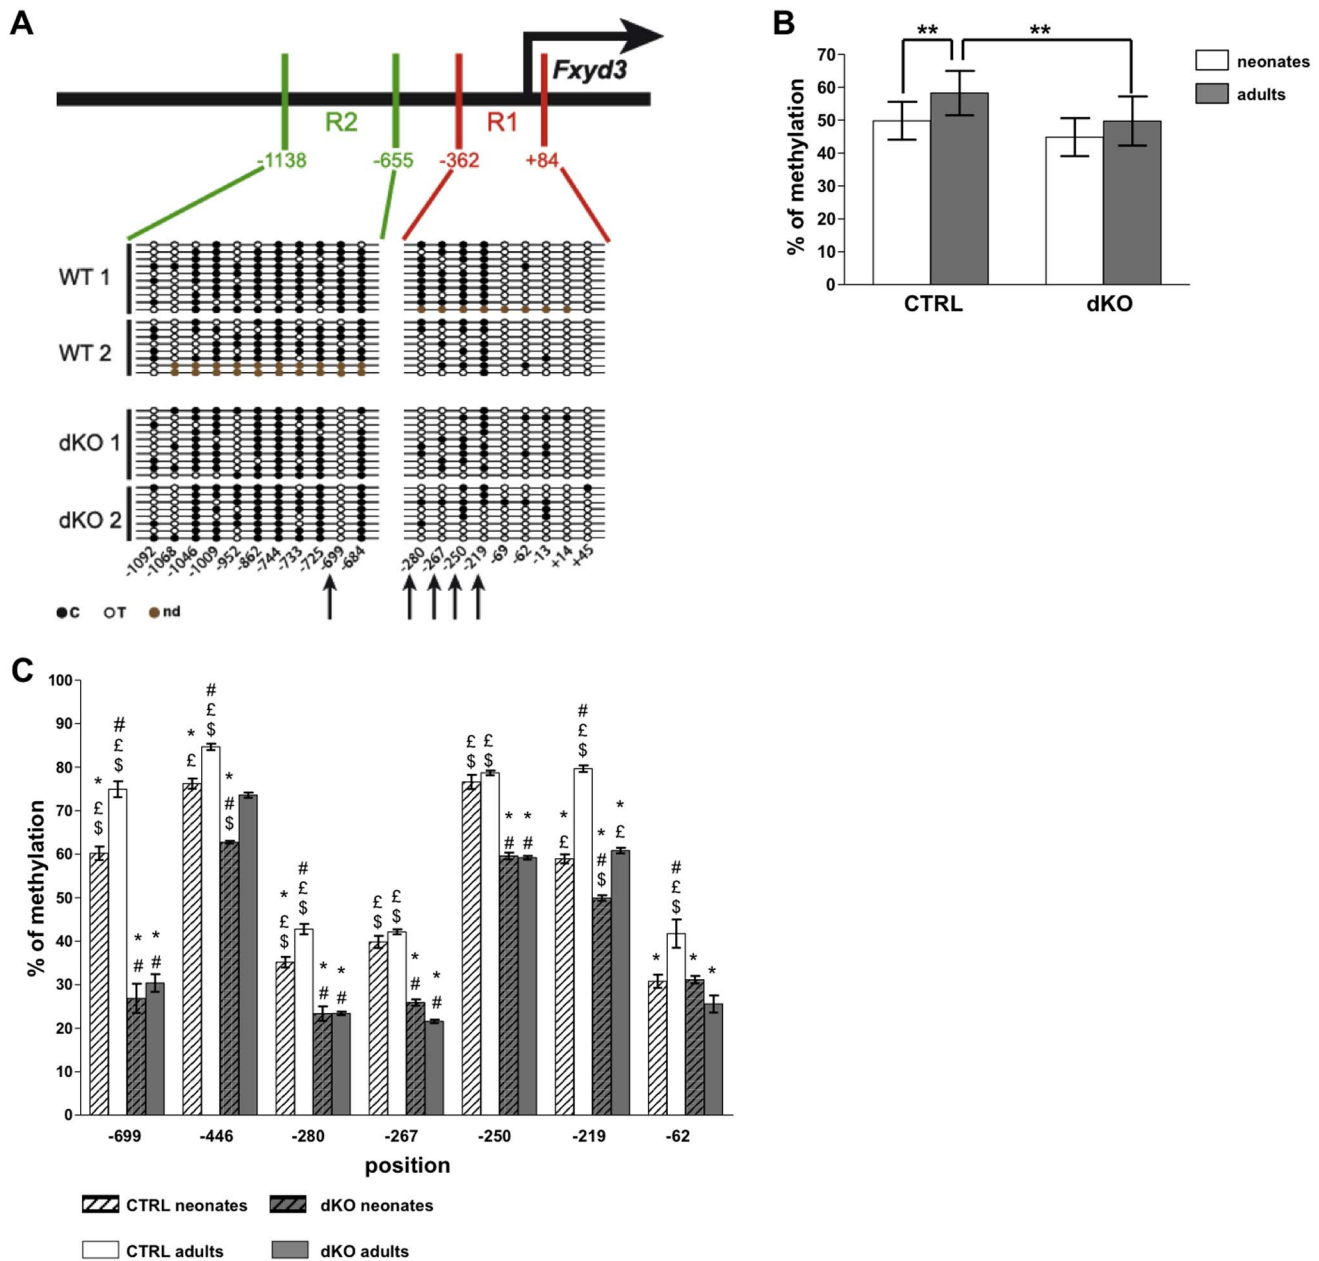 A
Fxyd3
R2
R1
-1138
-655
-362
+84
WT 1
WT 2
dKO 1
dKO 2
-1092
-1068
-1046
-1009
-952
-862
-744
-733
-725
-699
-684
-280
-267
-250
-219
-69
-62
-13
+14
+45
C
T
nd
B
** **
% of methylation
70
60
50
40
30
20
10
0
CTRL
dKO
neonates
adults
C
% of methylation
100
90
80
70
60
50
40
30
20
10
0
* £ $
# £ $
* #
* #
* £
# £ $
* # $
* £ $
# £ $
* #
* #
£ $
£ $
* #
* #
£ $
£ $
* #
* #
* £
# £ $
* # $
* £
*
# £ $
*
*
-699
-446
-280
-267
-250
-219
-62
position
CTRL neonates
dKO neonates
CTRL adults
dKO adults